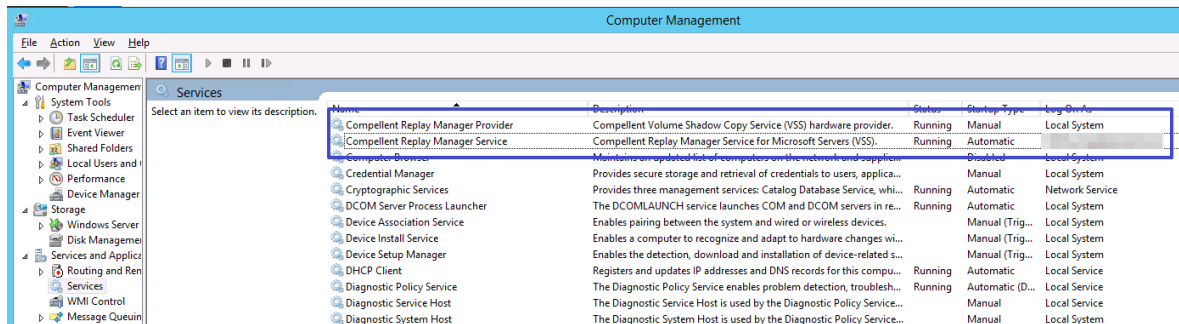 Computer Management
File Action View Help
Computer Managemen
System Tools
Task Scheduler
Event Viewer
Shared Folders
Local Users and
Performance
Device Manager
Storage
Windows Server
Disk Managemen
Services and Applica
Routing and Ren
Services
WMI Control
Message Queuin
Services
Select an item to view its description.
Name Description Status Startup Type Log On As
Compellent Replay Manager Provider Compellent Volume Shadow Copy Service (VSS) hardware provider. Running Manual Local System
Compellent Replay Manager Service Compellent Replay Manager Service for Microsoft Servers (VSS). Running Automatic
Computer Browser Maintains an updated list of computers on the network and supplie... Disabled Local System
Credential Manager Provides secure storage and retrieval of credentials to users, applica... Manual Local System
Cryptographic Services Provides three management services: Catalog Database Service, whi... Running Automatic Network Service
DCOM Server Process Launcher The DCOMLAUNCH service launches COM and DCOM servers in re... Running Automatic Local System
Device Association Service Enables pairing between the system and wired or wireless devices. Manual (Trig... Local System
Device Install Service Enables a computer to recognize and adapt to hardware changes wi... Manual (Trig... Local System
Device Setup Manager Enables the detection, download and installation of device-related s... Manual (Trig... Local System
DHCP Client Registers and updates IP addresses and DNS records for this compu... Running Automatic Local Service
Diagnostic Policy Service The Diagnostic Policy Service enables problem detection, troublesh... Running Automatic (D... Local Service
Diagnostic Service Host The Diagnostic Service Host is used by the Diagnostic Policy Service... Manual Local Service
Diagnostic System Host The Diagnostic System Host is used by the Diagnostic Policy Service... Manual Local System